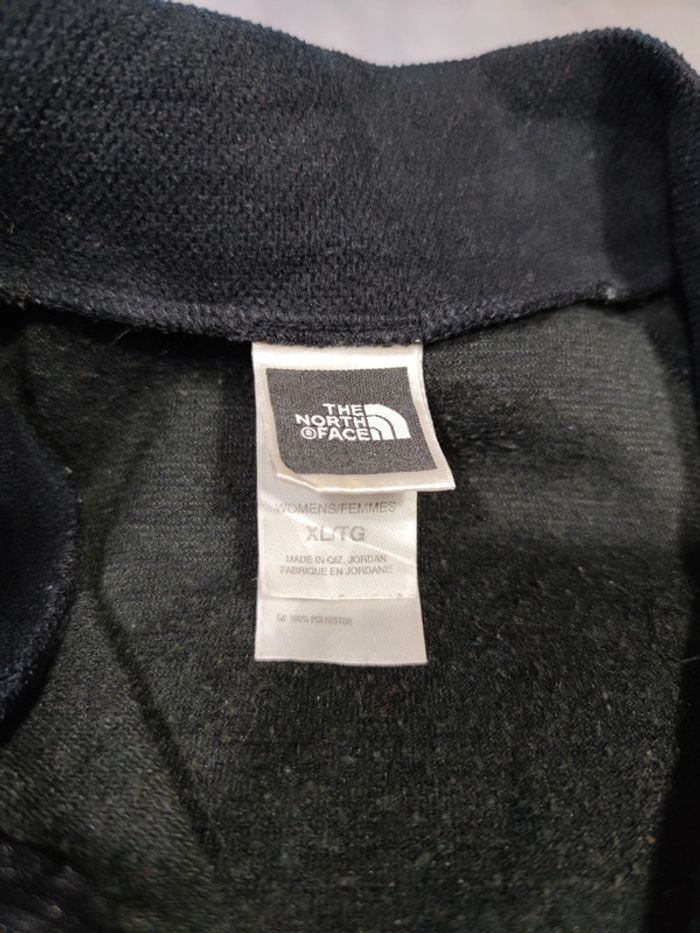 THE
NORTH
®FACE
WOMENS/FEMMES
XL/TG
MADE IN QIZ, JORDAN
FABRIQUE EN JORDANIE
100% POLYESTER